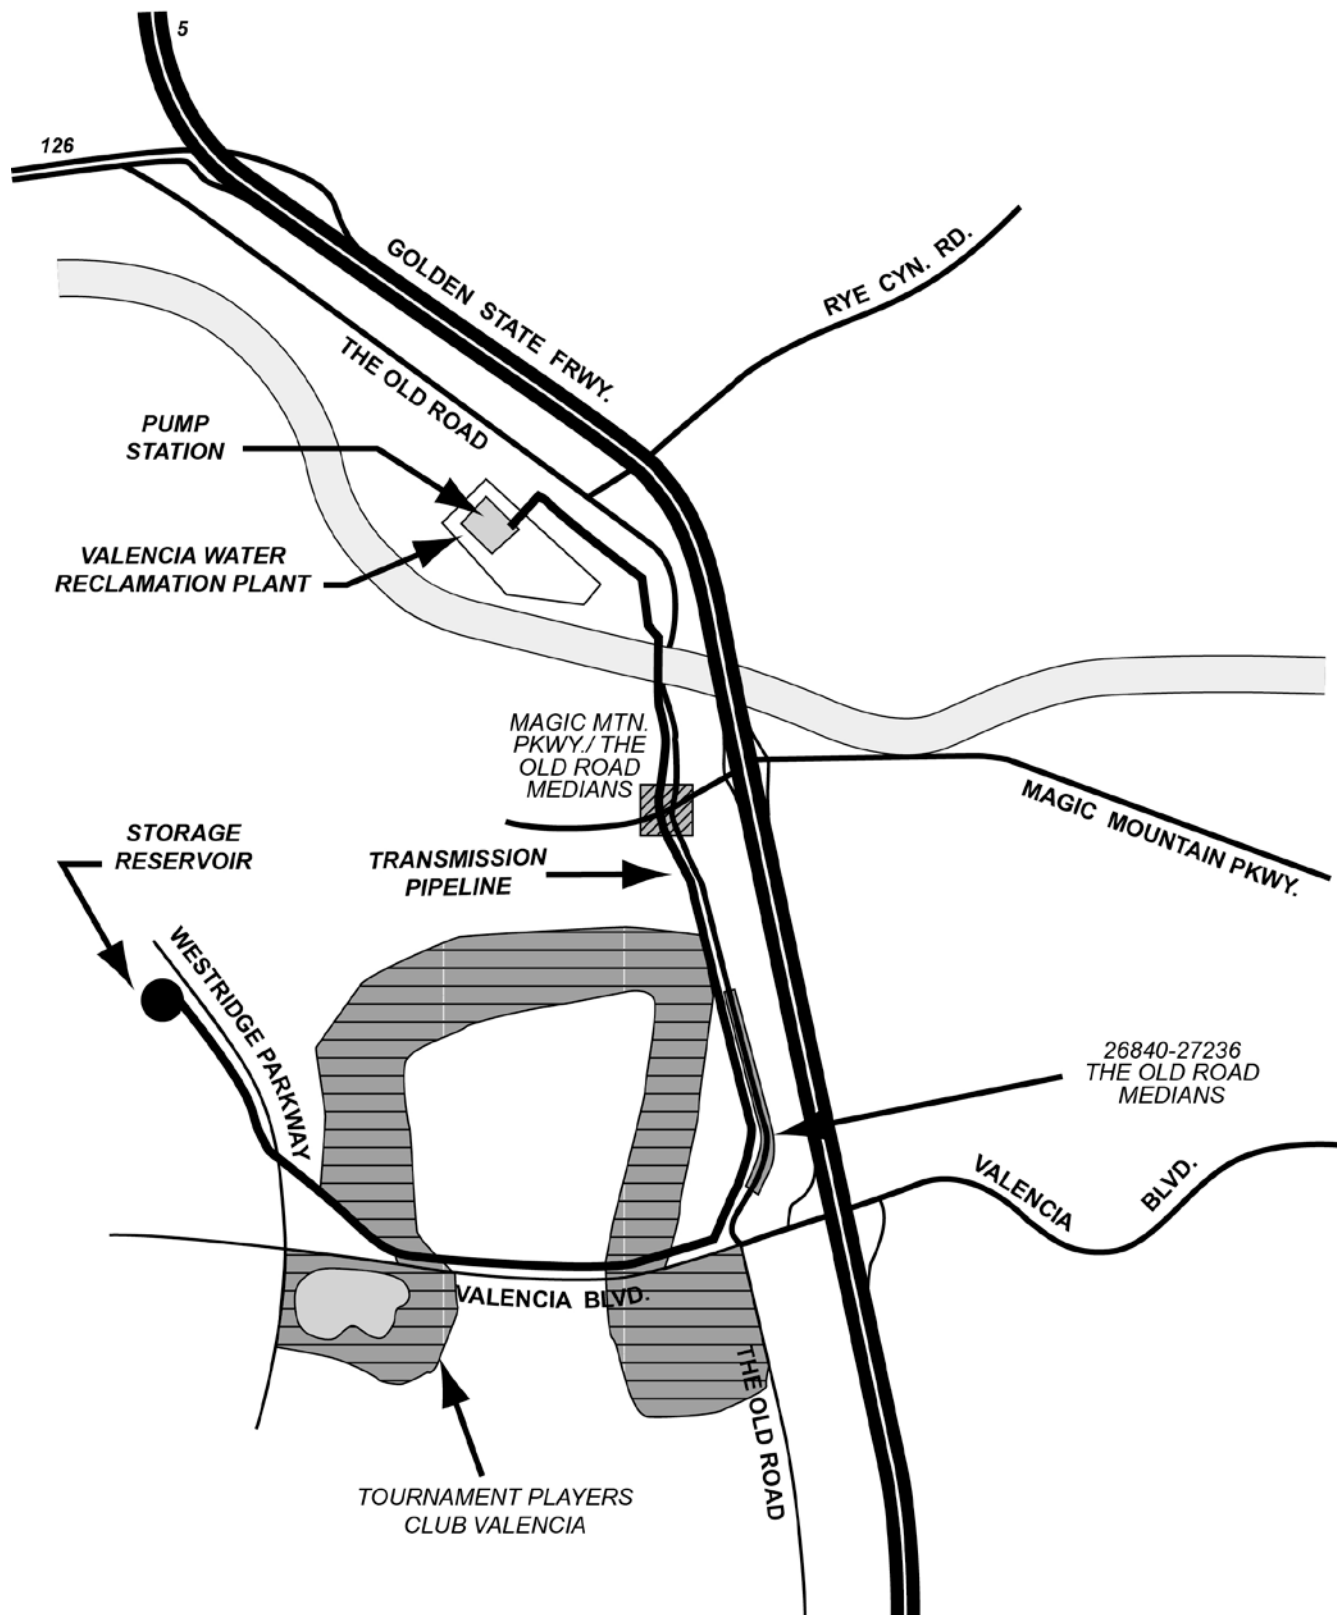 5
126
GOLDEN STATE FRWY.
RYE CYN. RD.
THE OLD ROAD
PUMP
STATION
VALENCIA WATER
RECLAMATION PLANT
MAGIC MTN.
PKWY./ THE
OLD ROAD
MEDIANS
MAGIC MOUNTAIN PKWY.
STORAGE
RESERVOIR
TRANSMISSION
PIPELINE
WESTRIDGE PARKWAY
26840-27236
THE OLD ROAD
MEDIANS
VALENCIA BLVD.
VALENCIA BLVD.
THE OLD ROAD
TOURNAMENT PLAYERS
CLUB VALENCIA